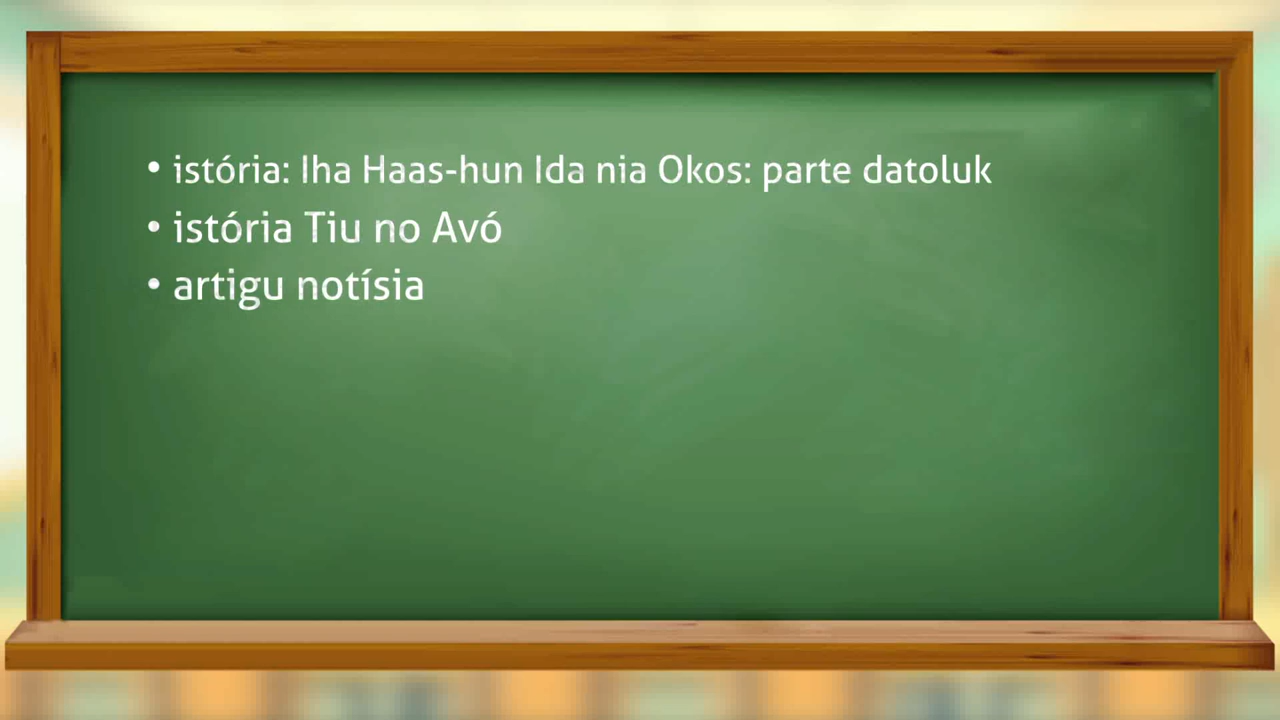 • istória: Iha Haas-hun Ida nia Okos: parte datoluk
• istória Tiu no Avó
• artigu notísia